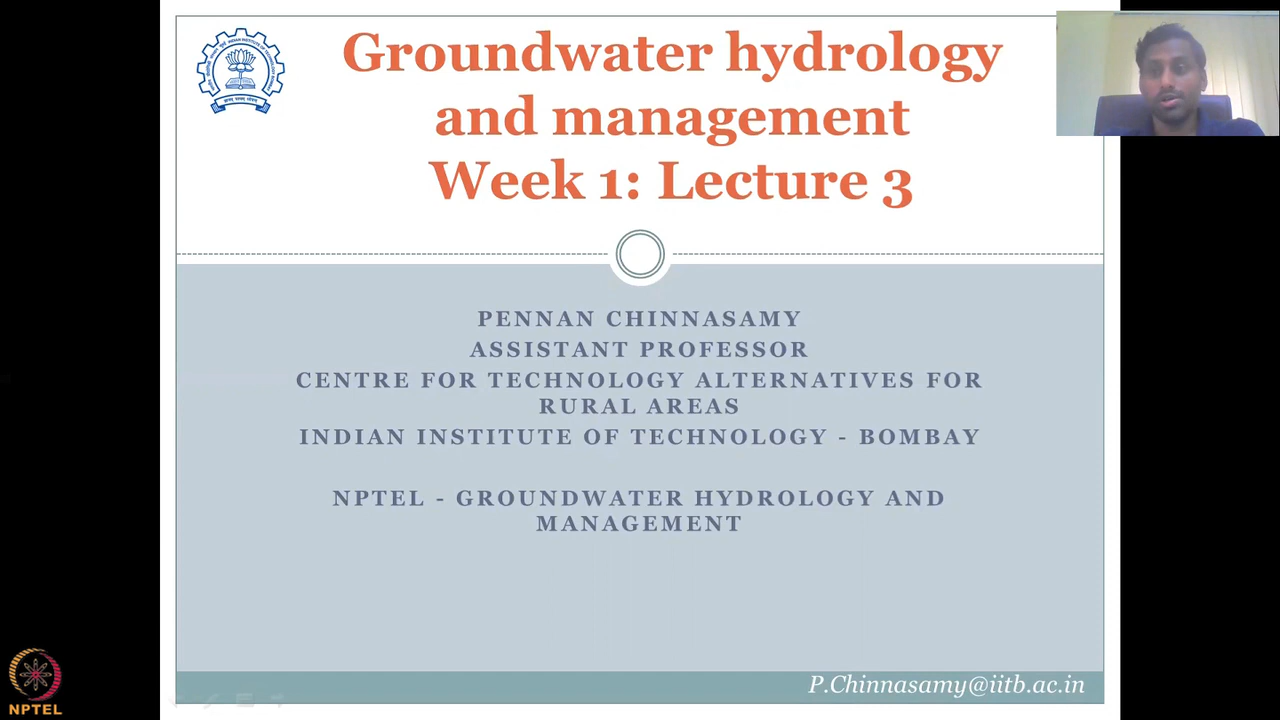 Groundwater hydrology
and management
Week 1: Lecture 3
PENNAN CHINNASAMY
ASSISTANT PROFESSOR
CENTRE FOR TECHNOLOGY ALTERNATIVES FOR
RURAL AREAS
INDIAN INSTITUTE OF TECHNOLOGY - BOMBAY
NPTEL - GROUNDWATER HYDROLOGY AND
MANAGEMENT
P.Chinnasamy@iitb.ac.in
NPTEL